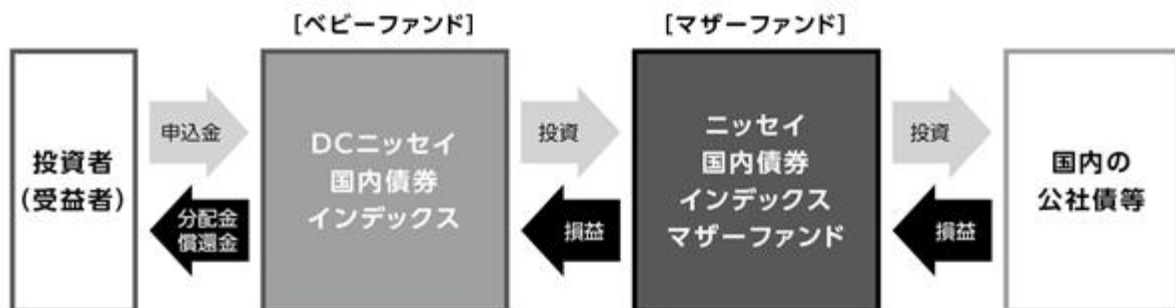 [ベビーファンド]
[マザーファンド]
投資者
(受益者)
申込金
分配金
償還金
DCニッセイ
国内債券
インデックス
投資
損益
ニッセイ
国内債券
インデックス
マザーファンド
投資
損益
国内の
公社債等